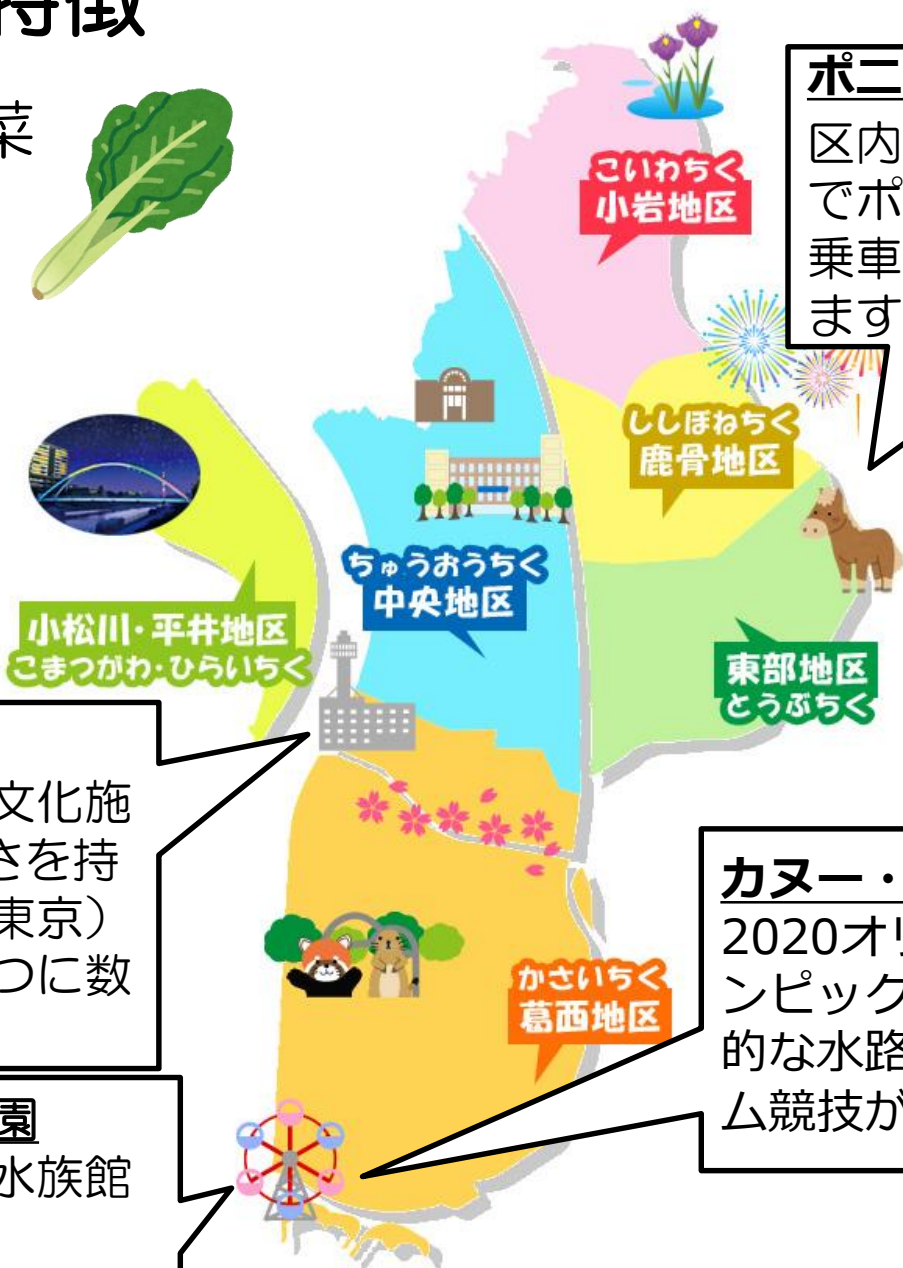 特徴
菜
ポニ
区内
でポ
乗車
ます
こいわちく
小岩地区
ししぼねちく
鹿骨地区
ちゅうおうちく
中央地区
小松川・平井地区
こまつがわ・ひらいちく
東部地区
とうぶちく
文化施
さを持
東京）
つに数
カヌー・
2020オリ
ンピック
的な水路
ム競技が
かさいちく
葛西地区
園
水族館